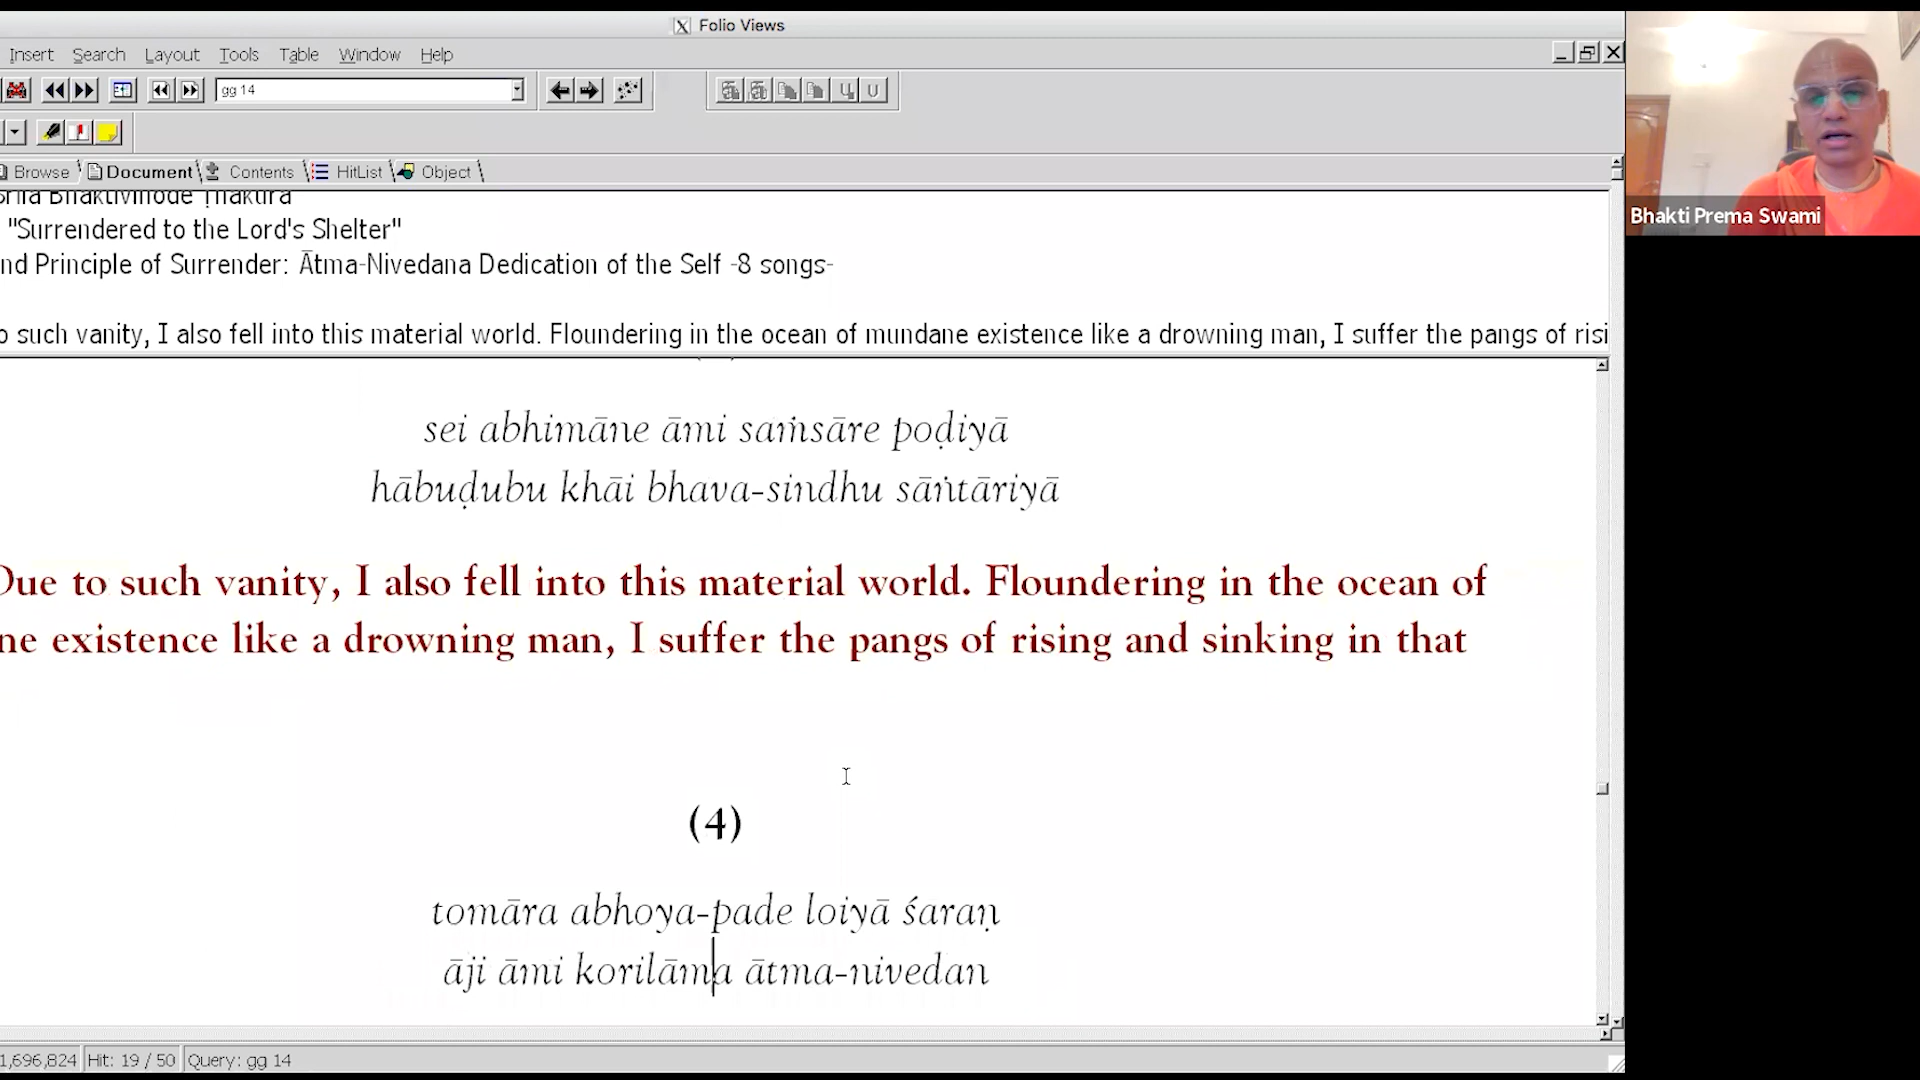 Folio Views
Insert Search Layout Tools Table Window Help
gg 14
Browse Document Contents HitList Object
Srila Bhaktivinode Ṭhākura
"Surrendered to the Lord's Shelter"
nd Principle of Surrender: Ātma-Nivedana Dedication of the Self -8 songs-
o such vanity, I also fell into this material world. Floundering in the ocean of mundane existence like a drowning man, I suffer the pangs of risi
sei abhimāne āmi saṁsāre poḍiyā
hābuḍubu khāi bhava-sindhu sāṅtāriyā
Due to such vanity, I also fell into this material world. Floundering in the ocean of
ne existence like a drowning man, I suffer the pangs of rising and sinking in that
(4)
tomāra abhoya-pade loiyā śaraṇ
āji āmi korilāma ātma-nivedan
1,696,824 Hit: 19 / 50 Query: gg 14
Bhakti Prema Swami